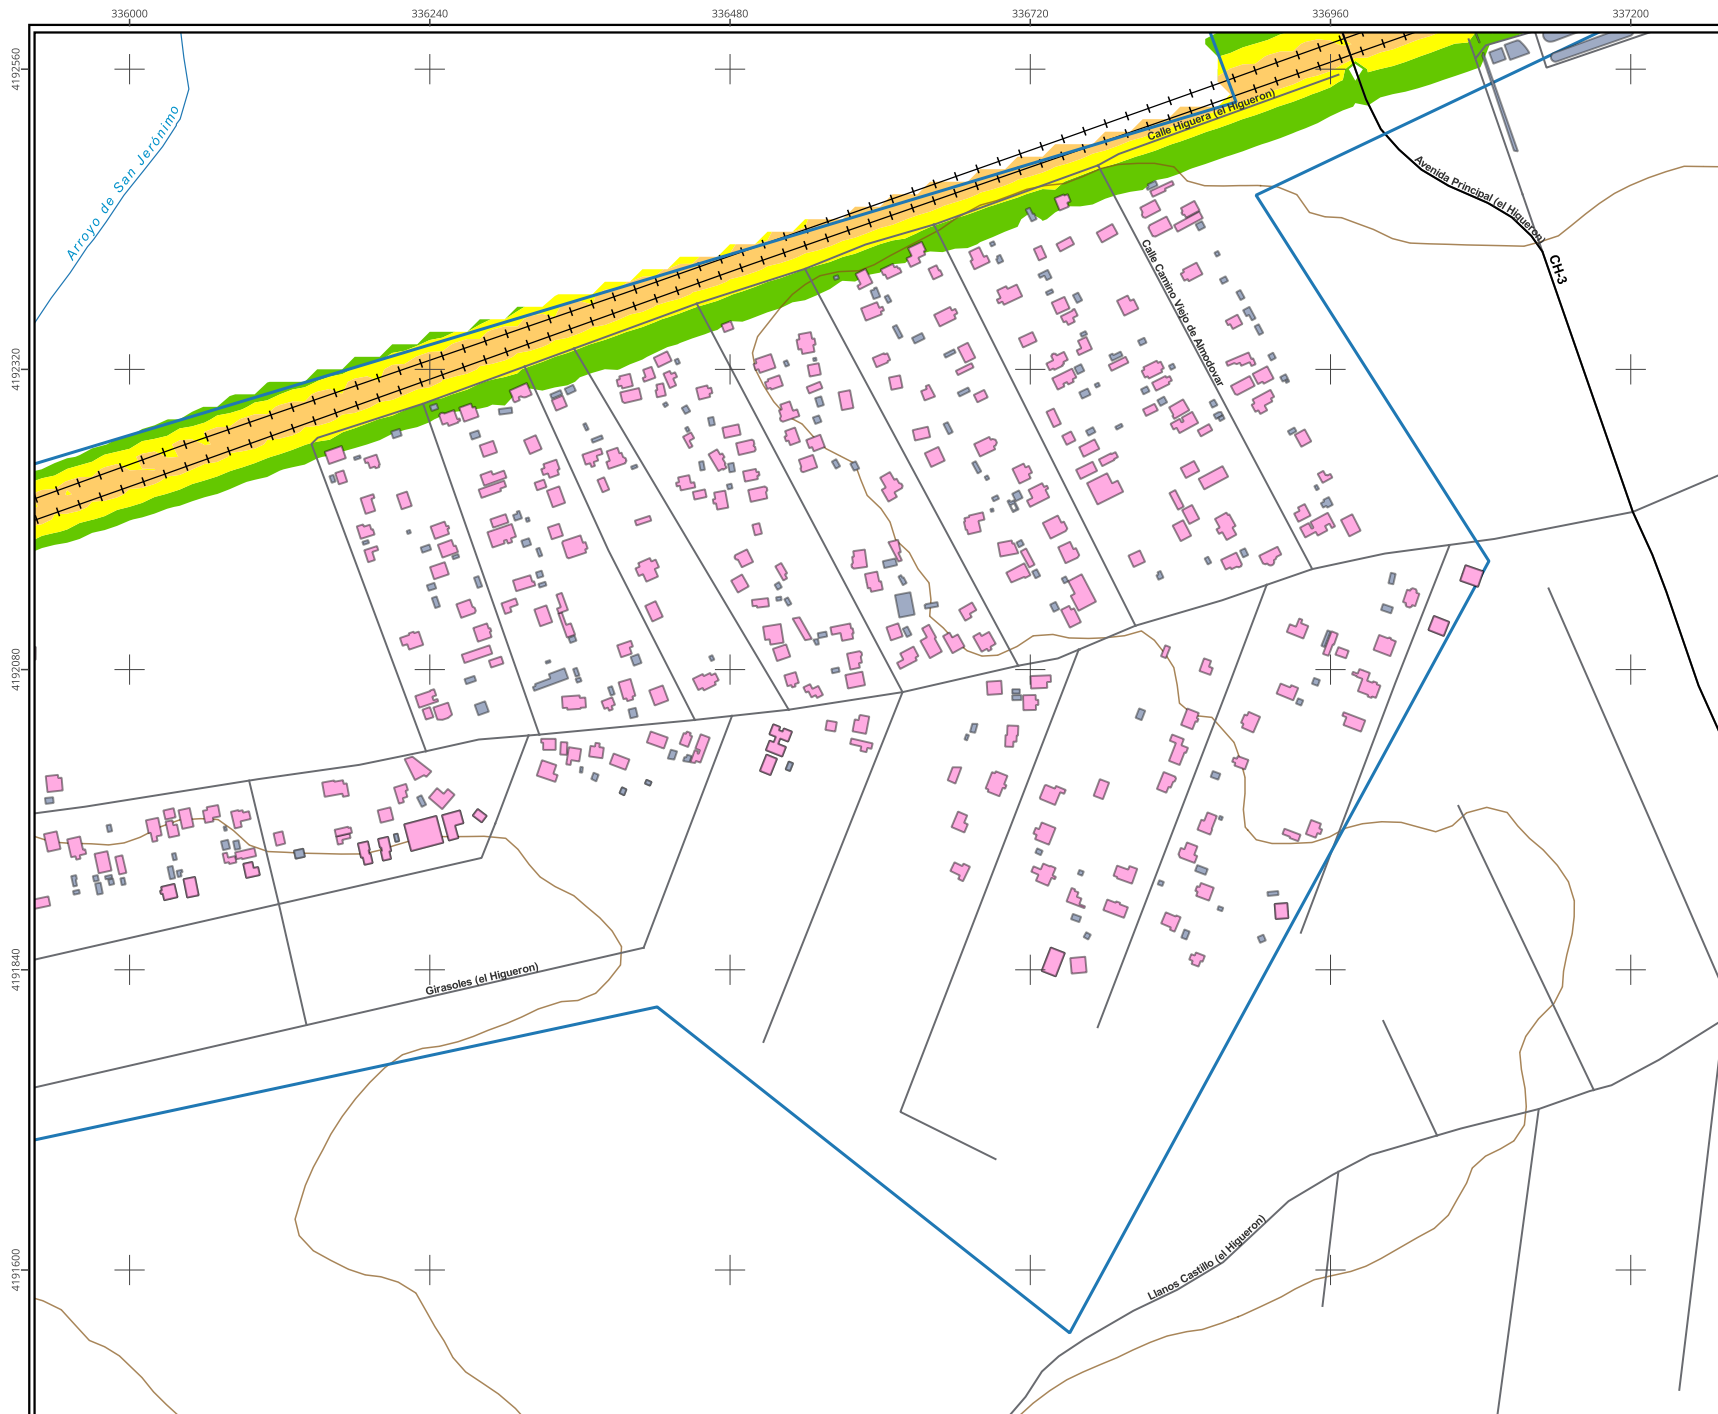 336000
336240
336480
336720
336960
337200
4192560
4192320
4192080
4191840
4191600
Arroyo de San Jerónimo
Calle Higuera (el Higueron)
Avenida Principal (el Higueron)
CH-3
Calle Camino Viejo de Almodovar
Girasoles (el Higueron)
Llanos Castillo (el Higueron)